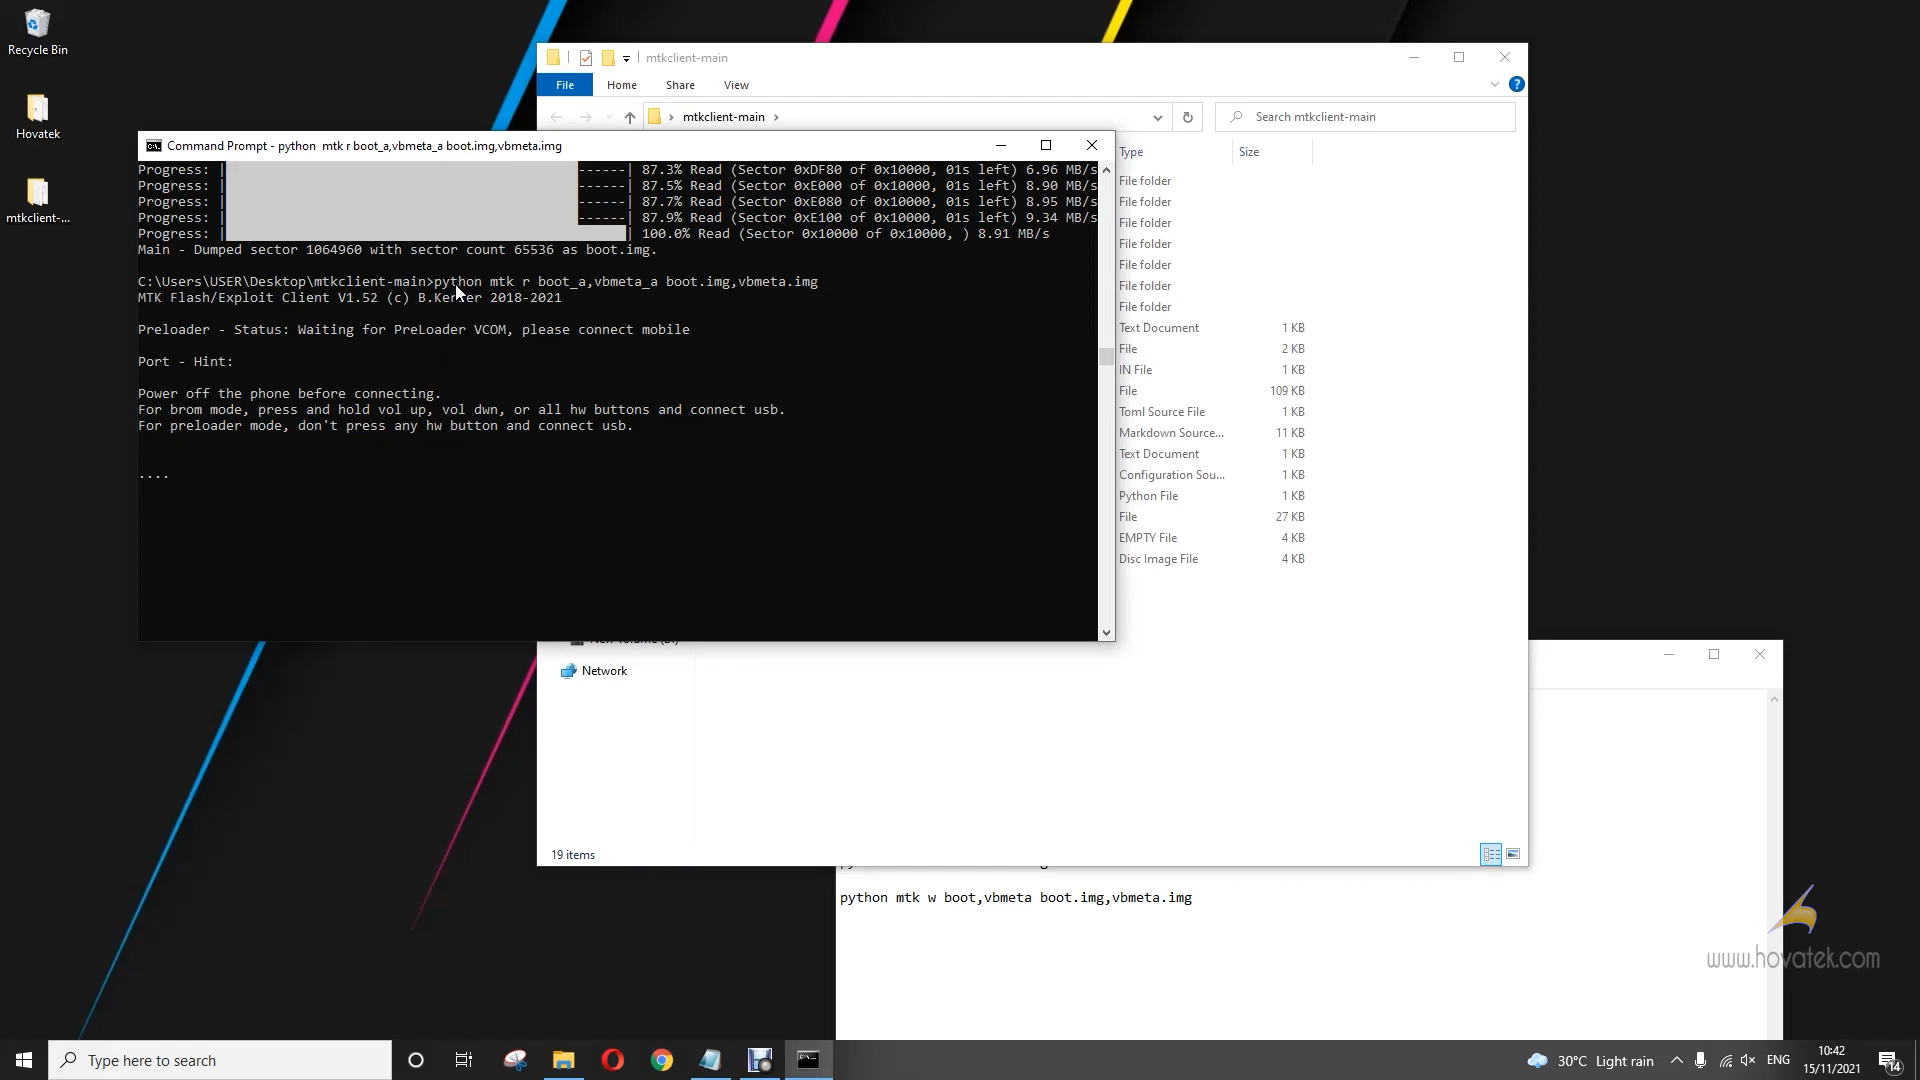 Recycle Bin
Hovatek
mtkclient-...
mtkclient-main
File
Home
Share
View
mtkclient-main
Search mtkclient-main
Type
Size
File folder
File folder
File folder
File folder
File folder
File folder
File folder
Text Document 1 KB
File 2 KB
IN File 1 KB
File 109 KB
Toml Source File 1 KB
Markdown Source... 11 KB
Text Document 1 KB
Configuration Sou... 1 KB
Python File 1 KB
File 27 KB
EMPTY File 4 KB
Disc Image File 4 KB
Network
19 items
Command Prompt - python  mtk r boot_a,vbmeta_a boot.img,vbmeta.img
Progress: |------| 87.3% Read (Sector 0xDF80 of 0x10000, 01s left) 6.96 MB/s
Progress: |------| 87.5% Read (Sector 0xE000 of 0x10000, 01s left) 8.90 MB/s
Progress: |------| 87.7% Read (Sector 0xE080 of 0x10000, 01s left) 8.95 MB/s
Progress: |------| 87.9% Read (Sector 0xE100 of 0x10000, 01s left) 9.34 MB/s
Progress: || 100.0% Read (Sector 0x10000 of 0x10000, ) 8.91 MB/s
Main - Dumped sector 1064960 with sector count 65536 as boot.img.
C:\Users\USER\Desktop\mtkclient-main>python mtk r boot_a,vbmeta_a boot.img,vbmeta.img
MTK Flash/Exploit Client V1.52 (c) B.Kerler 2018-2021
Preloader - Status: Waiting for PreLoader VCOM, please connect mobile
Port - Hint:
Power off the phone before connecting.
For brom mode, press and hold vol up, vol dwn, or all hw buttons and connect usb.
For preloader mode, don't press any hw button and connect usb.
....
python mtk w boot,vbmeta boot.img,vbmeta.img
www.hovatek.com
Type here to search
30°C Light rain
ENG
10:42
15/11/2021
14